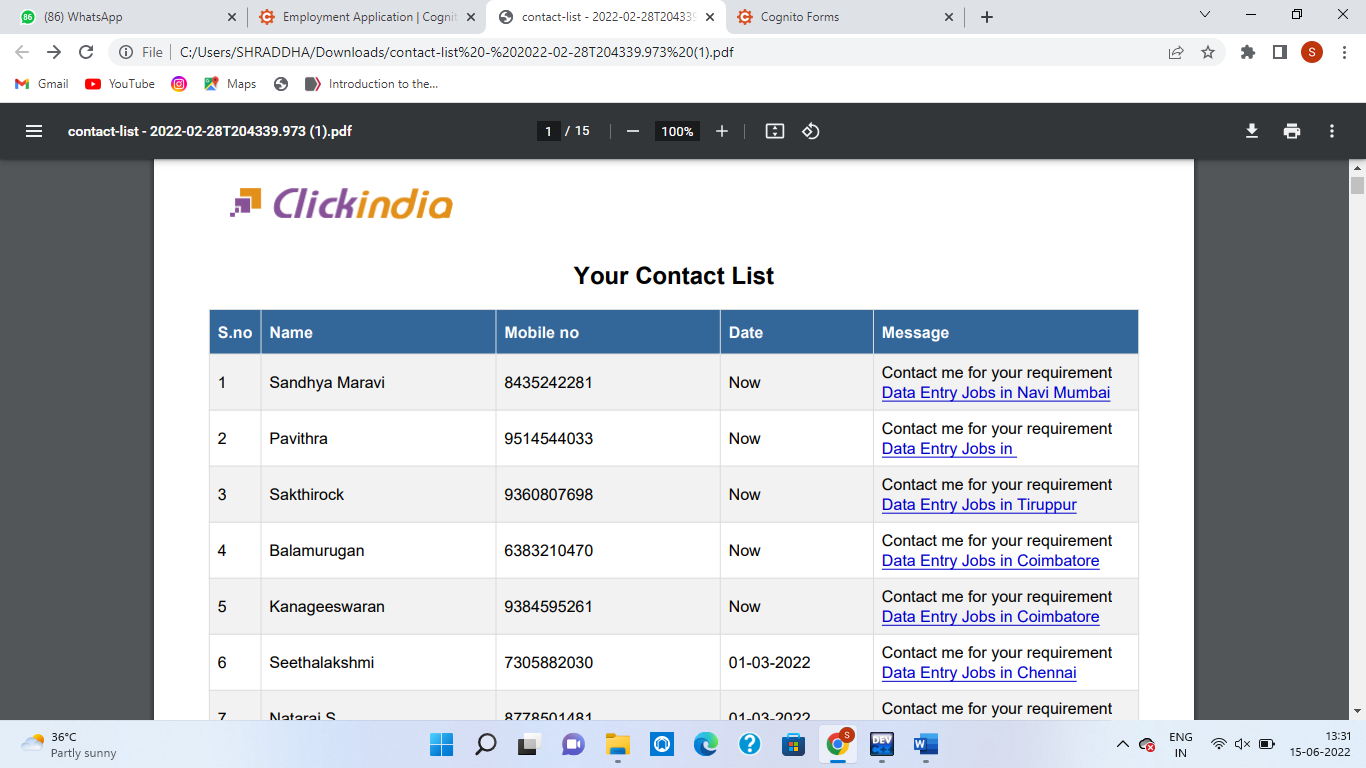 (86) WhatsApp
Employment Application | Cognit
contact-list - 2022-02-28T204339
Cognito Forms
File C:/Users/SHRADDHA/Downloads/contact-list%20-%202022-02-28T204339.973%20(1).pdf
S
Gmail YouTube Maps Introduction to the...
contact-list - 2022-02-28T204339.973 (1).pdf 1 / 15 100%
Clickindia
Your Contact List
S.no Name Mobile no Date Message
1 Sandhya Maravi 8435242281 Now Contact me for your requirement
Data Entry Jobs in Navi Mumbai
2 Pavithra 9514544033 Now Contact me for your requirement
Data Entry Jobs in
3 Sakthirock 9360807698 Now Contact me for your requirement
Data Entry Jobs in Tiruppur
4 Balamurugan 6383210470 Now Contact me for your requirement
Data Entry Jobs in Coimbatore
5 Kanageeswaran 9384595261 Now Contact me for your requirement
Data Entry Jobs in Coimbatore
6 Seethalakshmi 7305882030 01-03-2022 Contact me for your requirement
Data Entry Jobs in Chennai
7 Nataraj S 8778501481 01-03-2022 Contact me for your requirement
36°C
Partly sunny
S
DEV
W
ENG
IN
13:31
15-06-2022